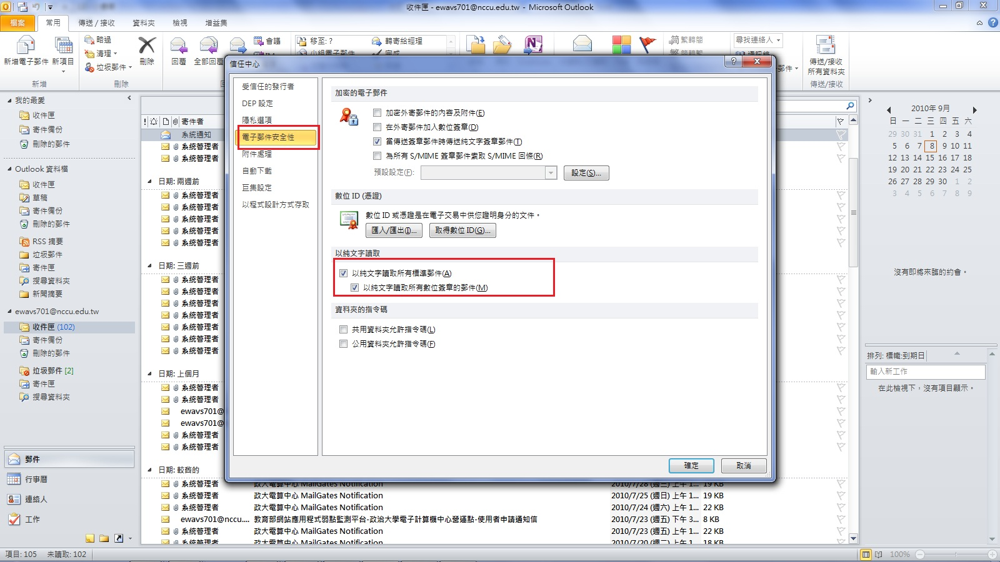 收件匣 - ewavs701@nccu.edu.tw - Microsoft Outlook
檔案 常用 傳送 / 接收 資料夾 檢視 增益集
新增電子郵件 新項目
新增
略過
清理
垃圾郵件
刪除
刪除
回覆 全部回覆
會議
移至: ?
轉寄給經理
小組電子郵件
完成
繁轉簡
簡轉繁
尋找連絡人
通訊錄
郵件
傳送/接收
所有資料夾
傳送/接收
我的最愛
收件匣
寄件備份
刪除的郵件
Outlook 資料檔
收件匣
草稿
寄件備份
刪除的郵件
RSS 摘要
垃圾郵件
寄件匣
搜尋資料夾
新聞摘要
ewavs701@nccu.edu.tw
收件匣 (102)
寄件備份
刪除的郵件
垃圾郵件 [2]
寄件匣
搜尋資料夾
郵件
行事曆
連絡人
工作
寄件者
系統通知
系統管理者
系統管理者
日期: 兩週前
系統管理者
系統管理者
系統管理者
系統管理者
系統管理者
日期: 三週前
系統管理者
系統管理者
系統管理者
系統管理者
系統管理者
系統管理者
系統管理者
日期: 上個月
系統管理者
系統管理者
ewavs701@
ewavs701@
系統管理者
系統管理者
日期: 較舊的
系統管理者 政大電算中心 MailGates Notification 2010/7/28 (週三) 上午 1... 19 KB
系統管理者 政大電算中心 MailGates Notification 2010/7/25 (週日) 上午 1... 19 KB
系統管理者 政大電算中心 MailGates Notification 2010/7/24 (週六) 上午 1... 22 KB
ewavs701@nccu.... 教育部網站應用程式弱點監測平台-政治大學電子計算機中心營運點-使用者申請通知信 2010/7/23 (週五) 下午 3... 8 KB
系統管理者 政大電算中心 MailGates Notification 2010/7/23 (週五) 上午 1... 22 KB
系統管理者 政大電算中心 MailGates Notification 2010/7/20 (週二) 上午 1... 18 KB
信任中心
受信任的發行者
DEP 設定
隱私選項
電子郵件安全性
附件處理
自動下載
巨集設定
以程式設計方式存取
加密的電子郵件
加密外寄郵件的內容及附件(E)
在外寄郵件加入數位簽章(D)
當傳送簽章郵件時傳送純文字簽章郵件(T)
為所有 S/MIME 簽章郵件索取 S/MIME 回條(R)
預設設定(F): 設定(S)...
數位 ID (憑證)
數位 ID 或憑證是在電子交易中供您證明身分的文件。
匯入/匯出(I)... 取得數位 ID(G)...
以純文字讀取
以純文字讀取所有標準郵件(A)
以純文字讀取所有數位簽章的郵件(M)
資料夾的指令碼
共用資料夾允許指令碼(L)
公用資料夾允許指令碼(F)
確定 取消
2010年 9月
日 一 二 三 四 五 六
29 30 31 1 2 3 4
5 6 7 8 9 10 11
12 13 14 15 16 17 18
19 20 21 22 23 24 25
26 27 28 29 30 1 2
3 4 5 6 7 8 9
沒有即將來臨的約會。
排列: 標幟:到期日
輸入新工作
在此檢視下，沒有項目顯示。
項目: 105 未讀取: 102
100%